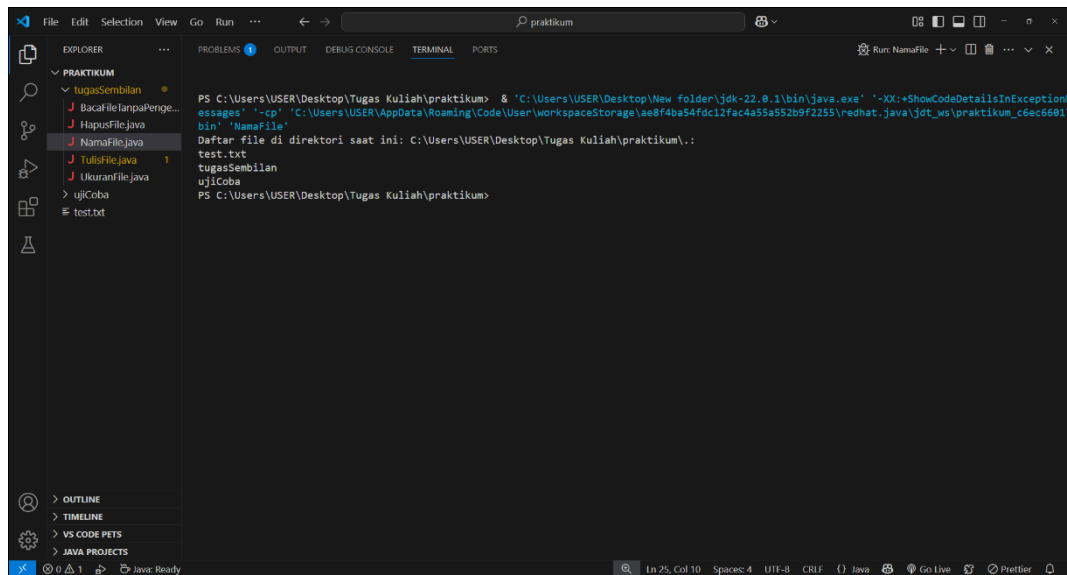 File Edit Selection View Go Run ··· praktikum
EXPLORER ···
PRAKTIKUM
tugasSembilan
BacaFileTanpaPenge...
HapusFile.java
NamaFile.java
TulisFile.java 1
UkuranFile.java
ujiCoba
test.txt
OUTLINE
TIMELINE
VS CODE PETS
JAVA PROJECTS
PROBLEMS 1 OUTPUT DEBUG CONSOLE TERMINAL PORTS Run: NamaFile
PS C:\Users\USER\Desktop\Tugas Kuliah\praktikum> & 'C:\Users\USER\Desktop\New folder\jdk-22.0.1\bin\java.exe' '-XX:+ShowCodeDetailsInException
essages' '-cp' 'C:\Users\USER\AppData\Roaming\Code\User\workspaceStorage\ae8f4ba54fdc12fac4a55a552b9f2255\redhat.java\jdt_ws\praktikum_c6ec6601
bin' 'NamaFile'
Daftar file di direktori saat ini: C:\Users\USER\Desktop\Tugas Kuliah\praktikum\.:
test.txt
tugasSembilan
ujiCoba
PS C:\Users\USER\Desktop\Tugas Kuliah\praktikum>
0 1 Java: Ready Ln 25, Col 10 Spaces: 4 UTF-8 CRLF {} Java Go Live Prettier